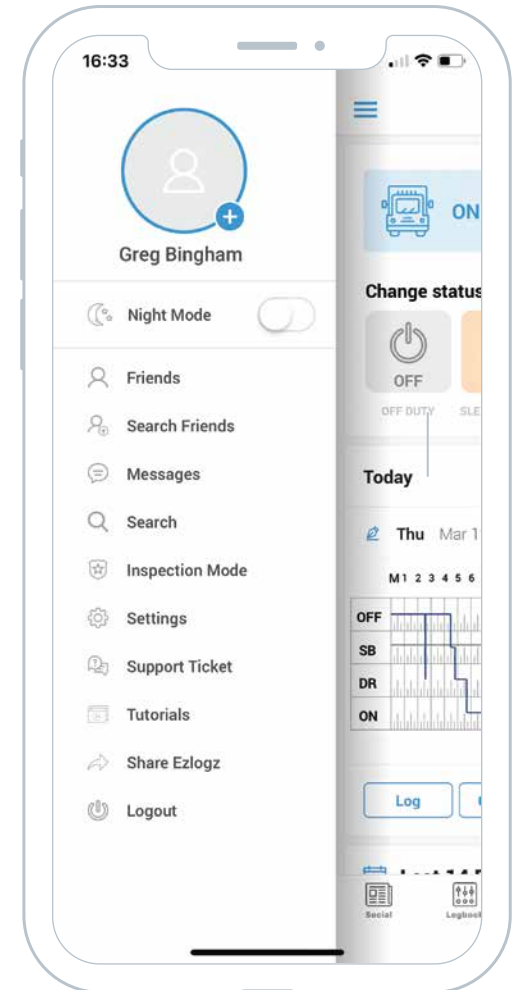 16:33
Greg Bingham
Night Mode
Friends
Search Friends
Messages
Search
Inspection Mode
Settings
Support Ticket
Tutorials
Share Ezlogz
Logout
ON
Change status
OFF
OFF DUTY SLE
Today
Thu Mar 1
M 1 2 3 4 5 6
OFF
SB
DR
ON
Log
Social Logbook